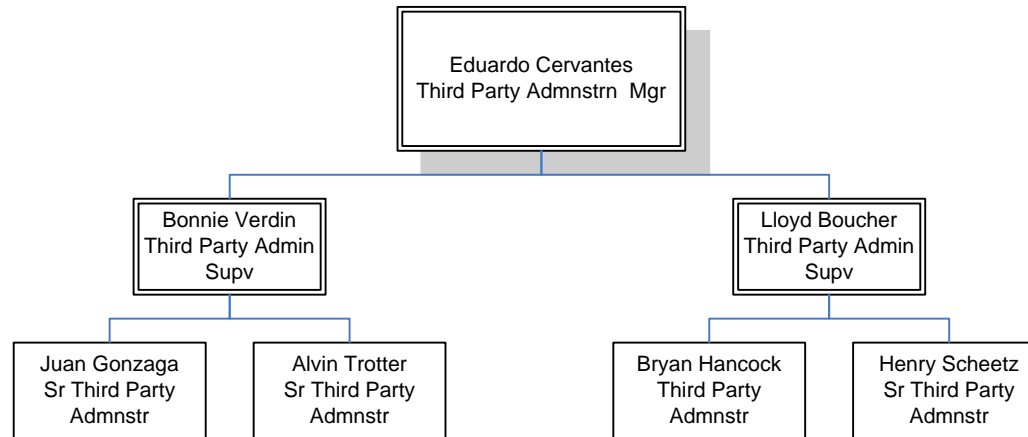 Eduardo Cervantes
Third Party Admnstrn  Mgr
Bonnie Verdin
Third Party Admin
Supv
Lloyd Boucher
Third Party Admin
Supv
Juan Gonzaga
Sr Third Party
Admnstr
Alvin Trotter
Sr Third Party
Admnstr
Bryan Hancock
Third Party
Admnstr
Henry Scheetz
Sr Third Party
Admnstr